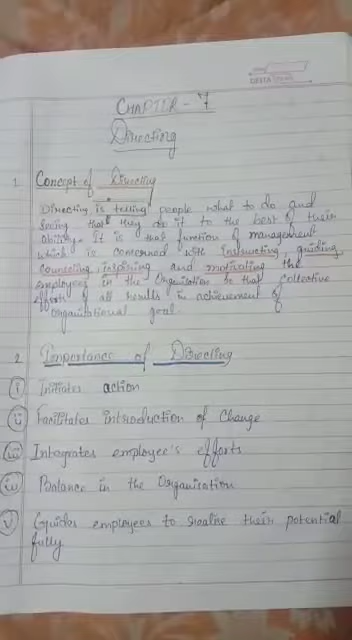 CHAPTER - 7
Directing
1. Concept of Directing
Directing is telling people what to do and
seeing that they do it to the best of their
ability. It is that function of management
which is concerned with instructing, guiding,
inspiring and motivating the
employees in the Organisation so that collective
efforts of all results in achievement of
organisational goal.
2. Importance of Directing
i Initiates action
ii Facilitates introduction of Change
iii Integrates employee's efforts
iv Balance in the Organisation
v Guides employees to realise their potential
fully